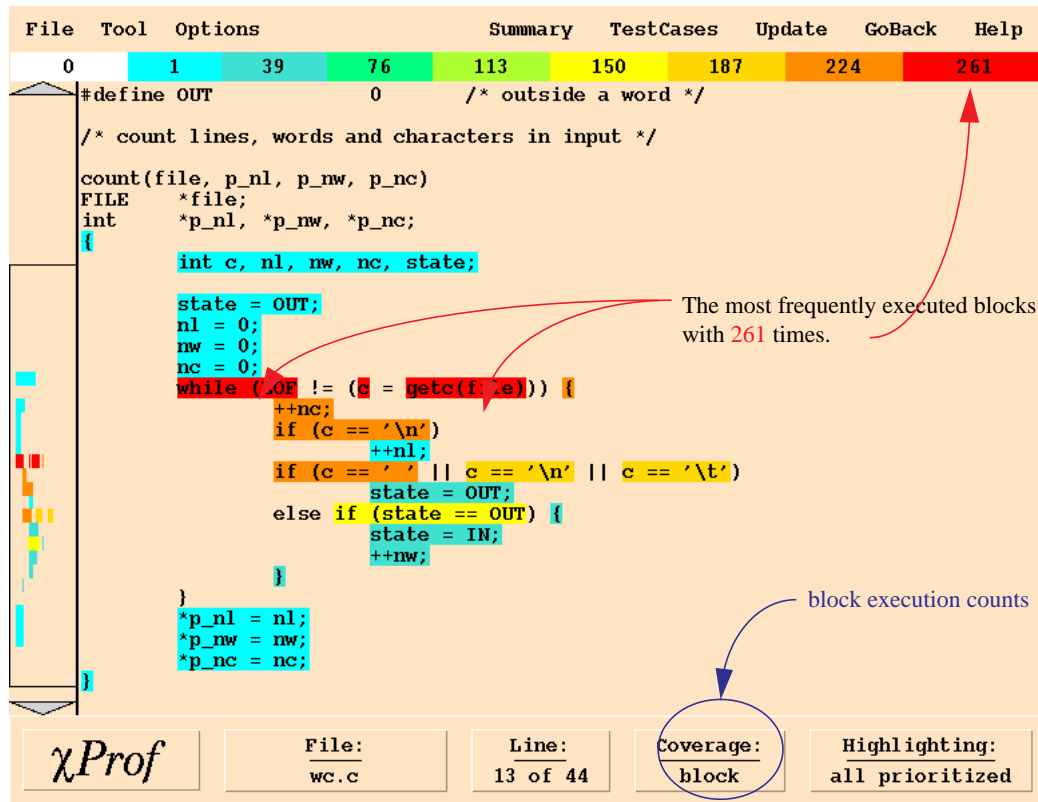 File Tool Options Summary TestCases Update GoBack Help
0 1 39 76 113 150 187 224 261
#define OUT 0 /* outside a word */
/* count lines, words and characters in input */
count(file, p_nl, p_nw, p_nc)
FILE *file;
int *p_nl, *p_nw, *p_nc;
{
int c, nl, nw, nc, state;
state = OUT;
nl = 0;
The most frequently executed blocks
nw = 0;
with 261 times.
nc = 0;
while (EOF != (c = getc(file))) {
++nc;
if (c == '\n')
++nl;
if (c == ' ' || c == '\n' || c == '\t')
state = OUT;
else if (state == OUT) {
state = IN;
++nw;
}
}
block execution counts
*p_nl = nl;
*p_nw = nw;
*p_nc = nc;
}
χProf
File:
wc.c
Line:
13 of 44
Coverage:
block
Highlighting:
all prioritized